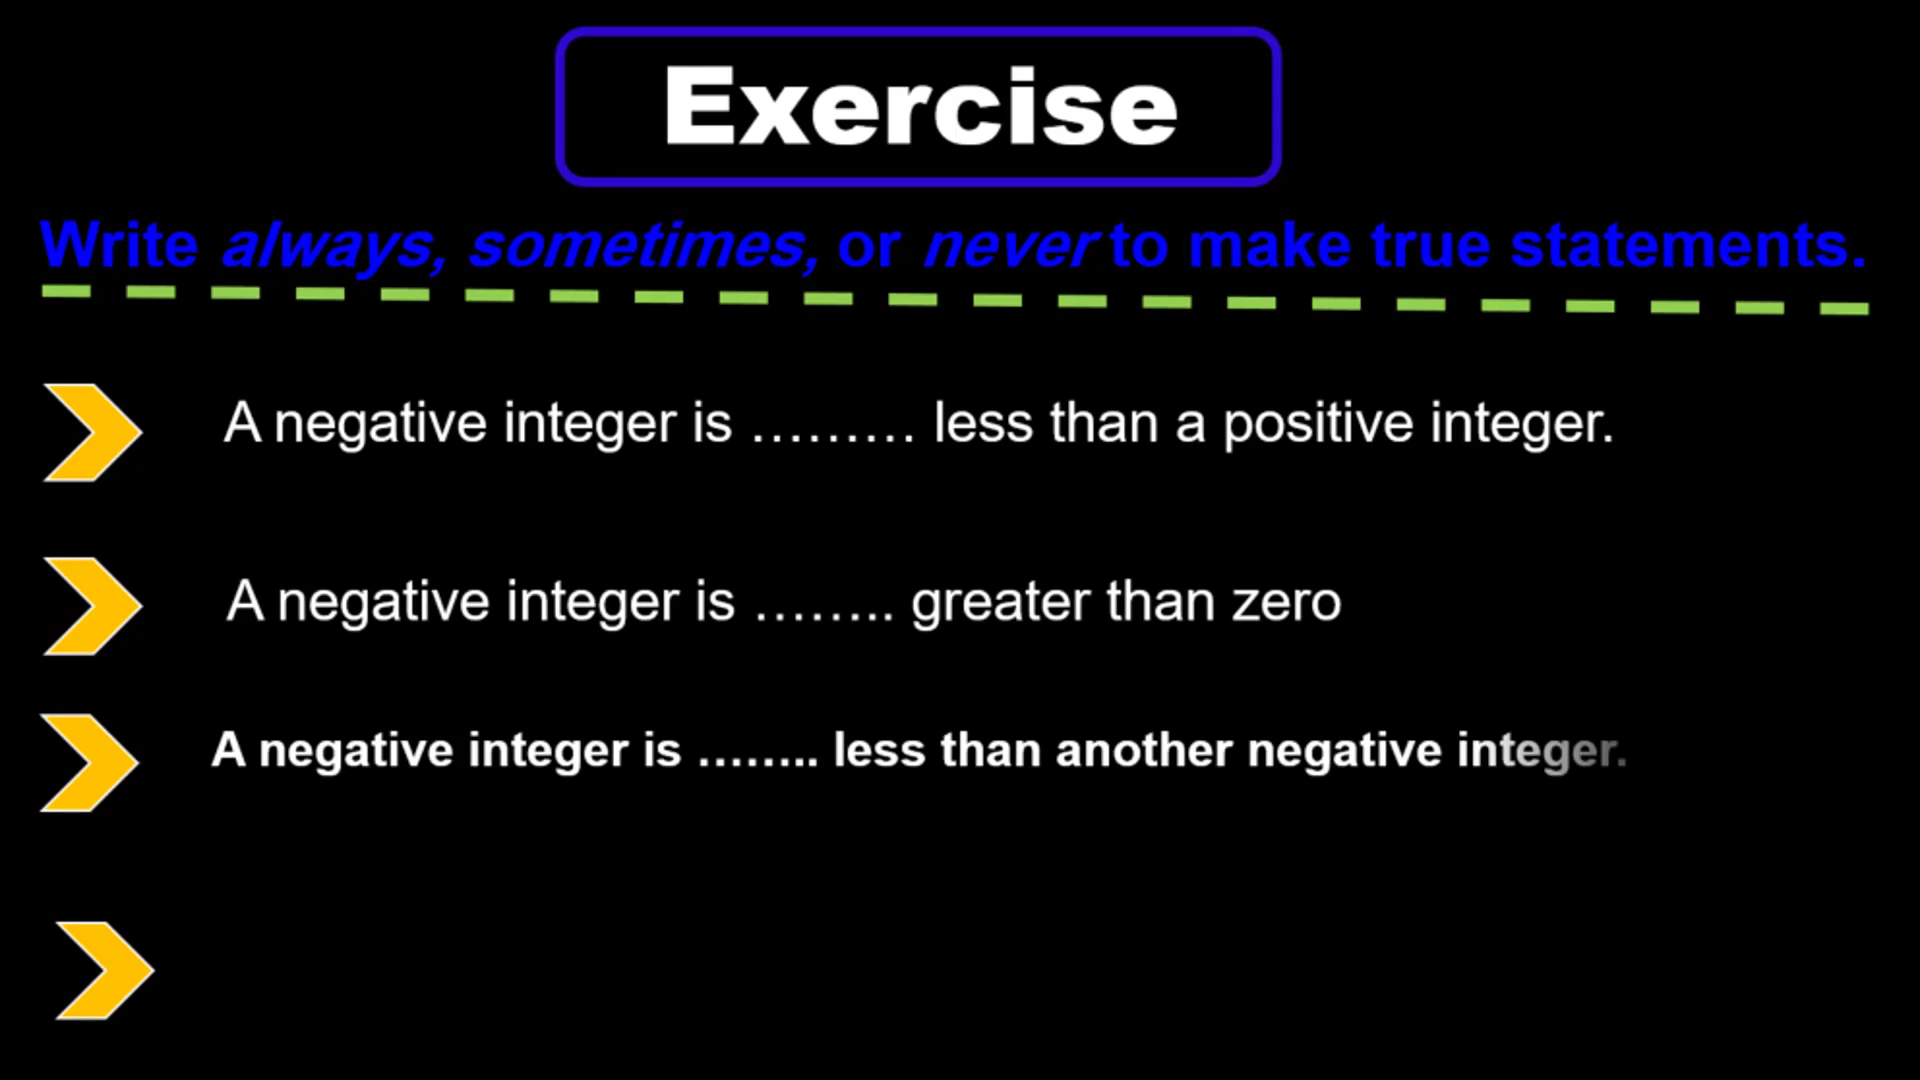 Exercise
Write always, sometimes, or never to make true statements.
A negative integer is ......... less than a positive integer.
A negative integer is …….. greater than zero
A negative integer is …….. less than another negative integer.